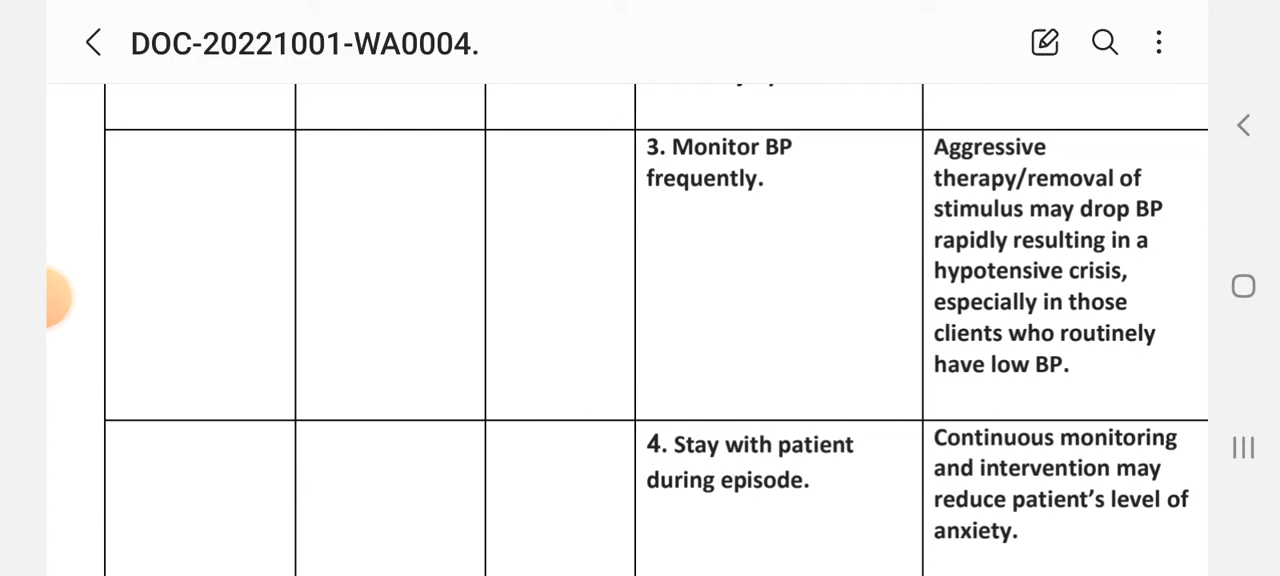 DOC-20221001-WA0004.
3. Monitor BP
frequently.
Aggressive
therapy/removal of
stimulus may drop BP
rapidly resulting in a
hypotensive crisis,
especially in those
clients who routinely
have low BP.
4. Stay with patient
during episode.
Continuous monitoring
and intervention may
reduce patient’s level of
anxiety.